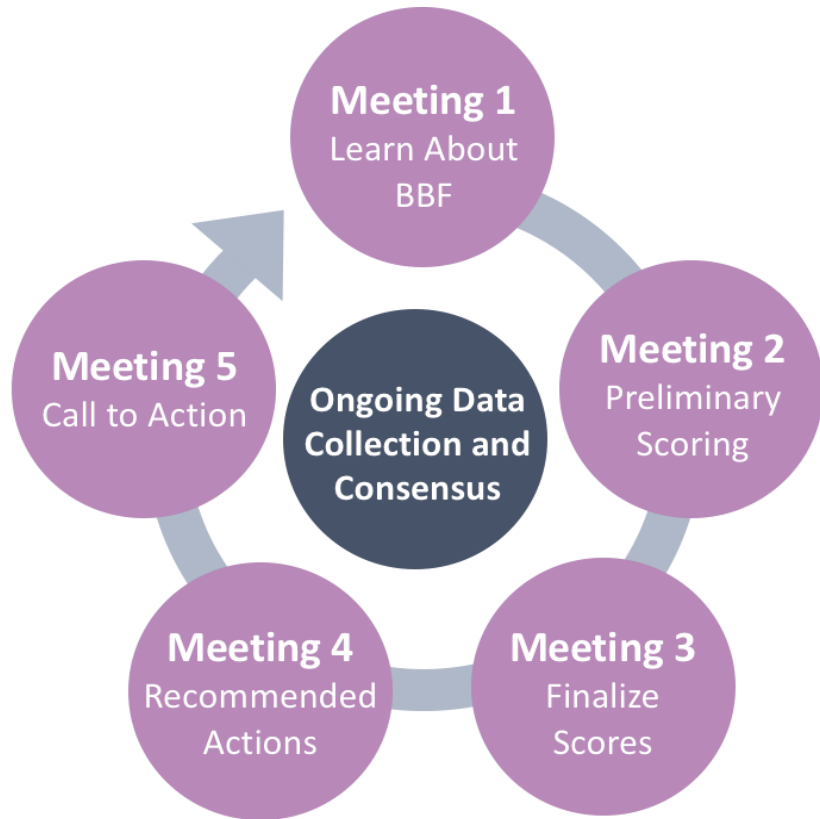 Meeting 1
Learn About
BBF
Meeting 2
Preliminary
Scoring
Meeting 3
Finalize
Scores
Meeting 4
Recommended
Actions
Meeting 5
Call to Action
Ongoing Data
Collection and
Consensus